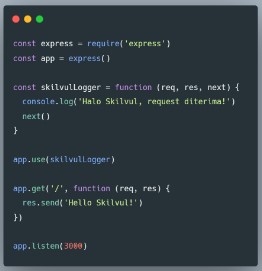 const express = require('express')
const app = express()
const skilvulLogger = function (req, res, next) {
console.log('Halo Skilvul, request diterima!')
next()
}
app.use(skilvulLogger)
app.get('/', function (req, res) {
res.send('Hello Skilvul!')
})
app.listen(3000)